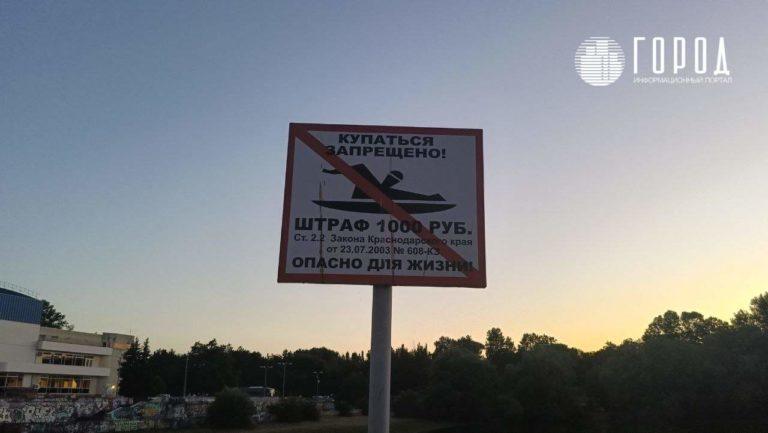 ГОРОД
ИНФОРМАЦИОННЫЙ ПОРТАЛ
КУПАТЬСЯ
ЗАПРЕЩЕНО!
ШТРАФ 1000 РУБ.
Ст. 2.2 Закона Краснодарского края
от 23.07.2003 № 608-КЗ
ОПАСНО ДЛЯ ЖИЗНИ!